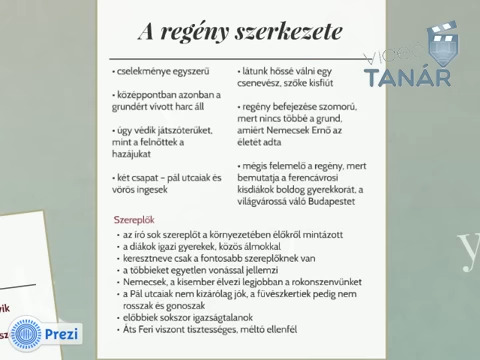 A regény szerkezete
• cselekménye egyszerű
• középpontban azonban a
grundért vívott harc áll
• úgy védik játszóterüket,
mint a felnőttek a
hazájukat
• két csapat – pál utcaiak és
vörös ingesek
• látunk hőssé válni egy
csenevész, szőke kisfiút
• regény befejezése szomorú,
mert nincs többé a grund,
amiért Nemecsek Ernő az
életét adta
• mégis felemelő a regény, mert
bemutatja a ferencvárosi
kisdiákok boldog gyerekkorát, a
világvárossá váló Budapestet
Szereplők
• az író sok szereplőt a környezetében élőkről mintázott
• a diákok igazi gyerekek, közös álmokkal
• keresztneve csak a fontosabb szereplőknek van
• a többieket egyetlen vonással jellemzi
• Nemecsek, a kisember élvezi legjobban a rokonszenvünket
• a Pál utcaiak nem kizárólag jók, a füvészkertiek pedig nem
rosszak és gonoszak
• előbbiek sokszor igazságtalanok
• Áts Feri viszont tisztességes, méltó ellenfél
TANÁR
Prezi